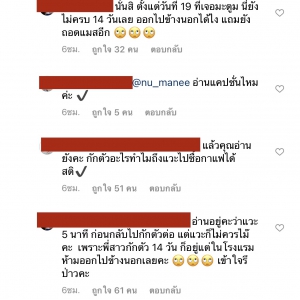 นั่นสิ ตั้งแต่วันที่ 19 ที่เจอมะตูม นี่ยัง
ไม่ครบ 14 วันเลย ออกไปข้างนอกได้ไง แถมยัง
ถอดแมสอีก 🙄🙄🙄
6ชม. ถูกใจ 32 คน ตอบกลับ
@nu_manee อ่านแคปชั่นไหม
ค่ะ ✔️
6ชม. ถูกใจ 5 คน ตอบกลับ
แล้วคุณอ่าน
ยังคะ กักตัวอะไรทำไมถึงแวะไปซื้อกาแฟได้
สติ ✔️
6ชม. ถูกใจ 51 คน ตอบกลับ
อ่านอยู่คะว่าแวะ
5 นาที ก่อนกลับไปกักตัวต่อ แต่แวะก็ไม่ควรไม๊
คะ เพราะพี่สาวกักตัว 14 วัน ก็อยู่แต่ในโรงแรม
ห้ามออกไปข้างนอกเลยคะ 🙄🙄🙄 เข้าใจรึ
ป่าวคะ
6ชม. ถูกใจ 61 คน ตอบกลับ